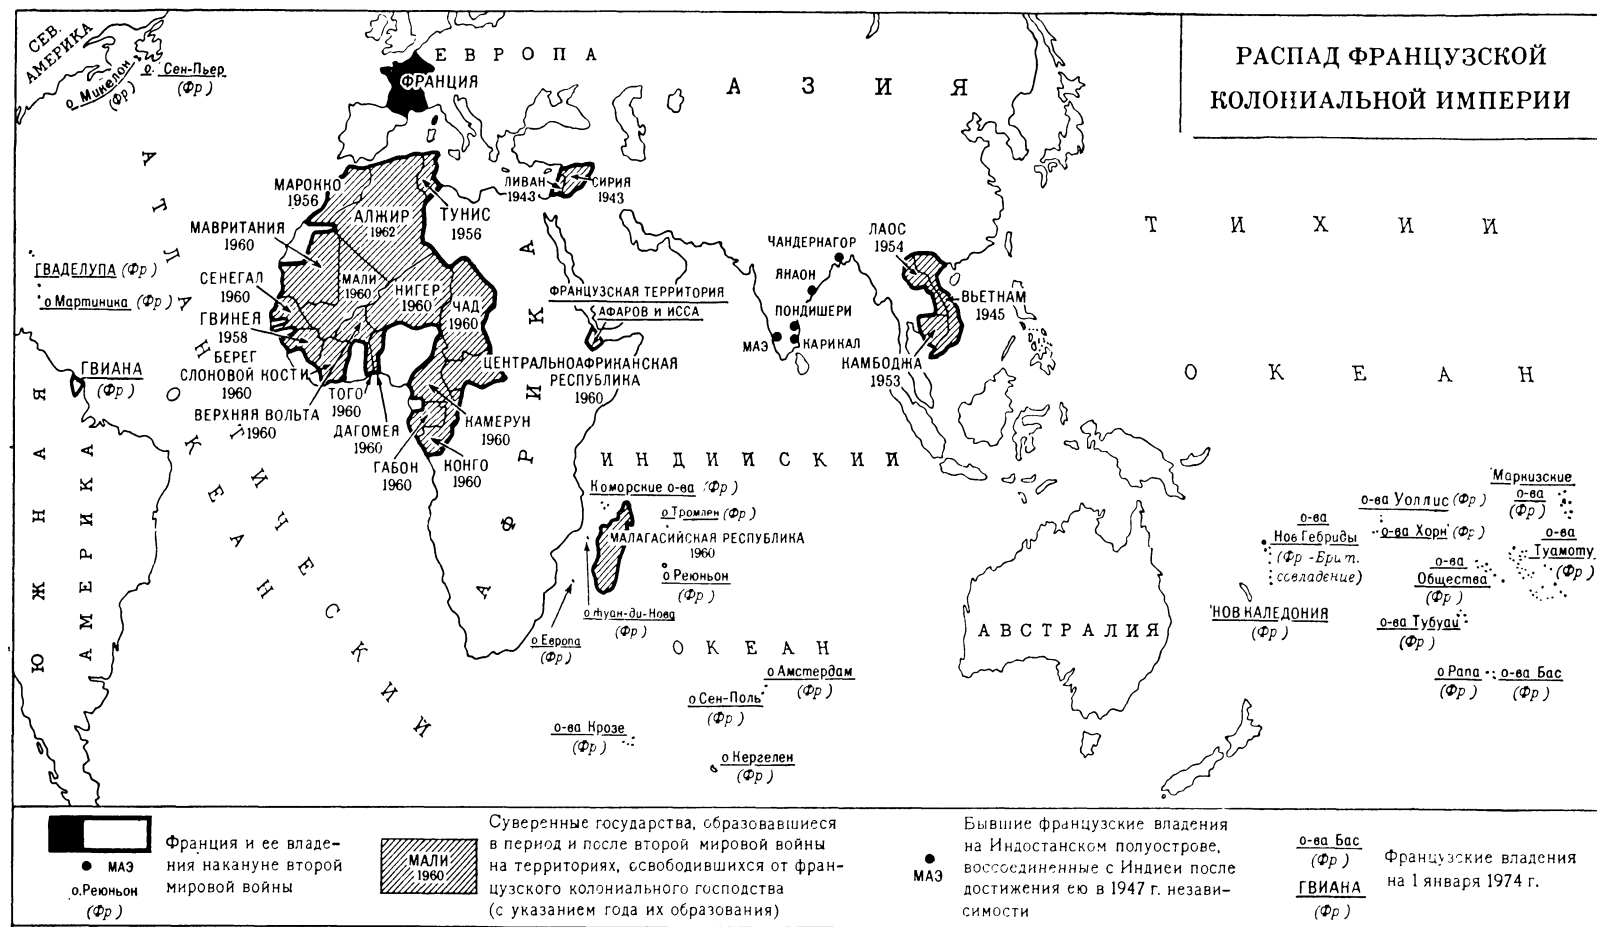 РАСПАД ФРАНЦУЗСКОЙ
КОЛОНИАЛЬНОЙ ИМПЕРИИ
СЕВ.
АМЕРИКА
о Микелон
(Фр)
о. Сен-Пьер
(Фр)
ЕВРОПА
ФРАНЦИЯ
АЗИЯ
АТЛАНТИЧЕСКИЙ
ОКЕАН
МАРОККО
1956
АЛЖИР
1962
ТУНИС
1956
ЛИВАН
1943
СИРИЯ
1943
МАВРИТАНИЯ
1960
СЕНЕГАЛ
1960
МАЛИ
1960
НИГЕР
1960
ЧАД
1960
ГВИНЕЯ
1958
БЕРЕГ
СЛОНОВОЙ КОСТИ
1960
ВЕРХНЯЯ ВОЛЬТА
1960
ТОГО
1960
ДАГОМЕЯ
1960
ГАБОН
1960
КОНГО
1960
КАМЕРУН
1960
ЦЕНТРАЛЬНОАФРИКАНСКАЯ
РЕСПУБЛИКА
1960
ФРАНЦУЗСКАЯ ТЕРРИТОРИЯ
АФАРОВ И ИССА
АФРИКА
ГВАДЕЛУПА (Фр)
о Мартиника (Фр)
ГВИАНА
(Фр)
ЮЖНАЯ
АМЕРИКА
ЧАНДЕРНАГОР
ЯНАОН
ПОНДИШЕРИ
МАЭ
КАРИКАЛ
ЛАОС
1954
ВЬЕТНАМ
1945
КАМБОДЖА
1953
ТИХИЙ
ОКЕАН
ИНДИЙСКИЙ
ОКЕАН
Коморские о-ва (Фр)
о Тромлен (Фр)
МАЛАГАСИЙСКАЯ РЕСПУБЛИКА
1960
о Реюньон
(Фр)
о Жуан-ди-Нова
(Фр)
о Европа
(Фр)
о Амстердам
(Фр)
о Сен-Поль
(Фр)
о-ва Крозе
(Фр)
о Кергелен
(Фр)
АВСТРАЛИЯ
Маркизские
о-ва
(Фр)
о-ва Уоллис (Фр)
о-ва Хорн (Фр)
о-ва
Нов Гебриды
(Фр -Брит.
совладение)
о-ва
Туамоту
(Фр)
о-ва
Общества
(Фр)
НОВ КАЛЕДОНИЯ
(Фр)
о-ва Тубуаи
(Фр)
о Рапа
(Фр)
о-ва Бас
(Фр)
МАЭ
о.Реюньон
(Фр)
Франция и ее владе-
ния накануне второй
мировой войны
МАЛИ
1960
Суверенные государства, образовавшиеся
в период и после второй мировой войны
на территориях, освободившихся от фран-
цузского колониального господства
(с указанием года их образования)
МАЭ
Бывшие французские владения
на Индостанском полуострове,
воссоединенные с Индией после
достижения ею в 1947 г. незави-
симости
о-ва Бас
(Фр)
ГВИАНА
(Фр)
Французские владения
на 1 января 1974 г.